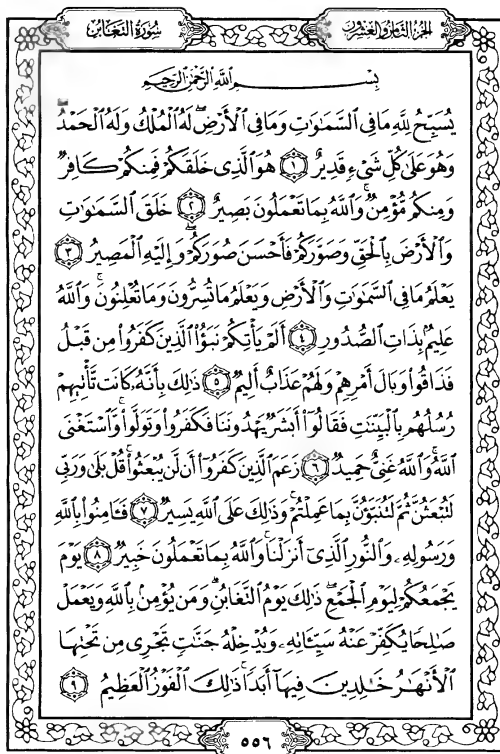 الجزء الثامن والعشرون
سورة التغابن
بِسْمِ اللَّهِ الرَّحْمَٰنِ الرَّحِيمِ
يُسَبِّحُ لِلَّهِ مَا فِي السَّمَاوَاتِ وَمَا فِي الْأَرْضِ ۖ لَهُ الْمُلْكُ وَلَهُ الْحَمْدُ ۖ
وَهُوَ عَلَىٰ كُلِّ شَيْءٍ قَدِيرٌ ١ هُوَ الَّذِي خَلَقَكُمْ فَمِنكُمْ كَافِرٌ
وَمِنكُم مُّؤْمِنٌ ۚ وَاللَّهُ بِمَا تَعْمَلُونَ بَصِيرٌ ٢ خَلَقَ السَّمَاوَاتِ
وَالْأَرْضَ بِالْحَقِّ وَصَوَّرَكُمْ فَأَحْسَنَ صُوَرَكُمْ ۖ وَإِلَيْهِ الْمَصِيرُ ٣
يَعْلَمُ مَا فِي السَّمَاوَاتِ وَالْأَرْضِ وَيَعْلَمُ مَا تُسِرُّونَ وَمَا تُعْلِنُونَ ۚ وَاللَّهُ
عَلِيمٌ بِذَاتِ الصُّدُورِ ٤ أَلَمْ يَأْتِكُمْ نَبَؤُا الَّذِينَ كَفَرُوا مِن قَبْلُ
فَذَاقُوا وَبَالَ أَمْرِهِمْ وَلَهُمْ عَذَابٌ أَلِيمٌ ٥ ذَٰلِكَ بِأَنَّهُ كَانَت تَّأْتِيهِمْ
رُسُلُهُم بِالْبَيِّنَاتِ فَقَالُوا أَبَشَرٌ يَهْدُونَنَا فَكَفَرُوا وَتَوَلَّوا ۚ وَّاسْتَغْنَى
اللَّهُ ۚ وَاللَّهُ غَنِيٌّ حَمِيدٌ ٦ زَعَمَ الَّذِينَ كَفَرُوا أَن لَّن يُبْعَثُوا ۚ قُلْ بَلَىٰ وَرَبِّي
لَتُبْعَثُنَّ ثُمَّ لَتُنَبَّؤُنَّ بِمَا عَمِلْتُمْ ۚ وَذَٰلِكَ عَلَى اللَّهِ يَسِيرٌ ٧ فَآمِنُوا بِاللَّهِ
وَرَسُولِهِ وَالنُّورِ الَّذِي أَنزَلْنَا ۚ وَاللَّهُ بِمَا تَعْمَلُونَ خَبِيرٌ ٨ يَوْمَ
يَجْمَعُكُمْ لِيَوْمِ الْجَمْعِ ۖ ذَٰلِكَ يَوْمُ التَّغَابُنِ ۗ وَمَن يُؤْمِن بِاللَّهِ وَيَعْمَلْ
صَالِحًا يُكَفِّرْ عَنْهُ سَيِّئَاتِهِ وَيُدْخِلْهُ جَنَّاتٍ تَجْرِي مِن تَحْتِهَا
الْأَنْهَارُ خَالِدِينَ فِيهَا أَبَدًا ۚ ذَٰلِكَ الْفَوْزُ الْعَظِيمُ ٩
٥٥٦